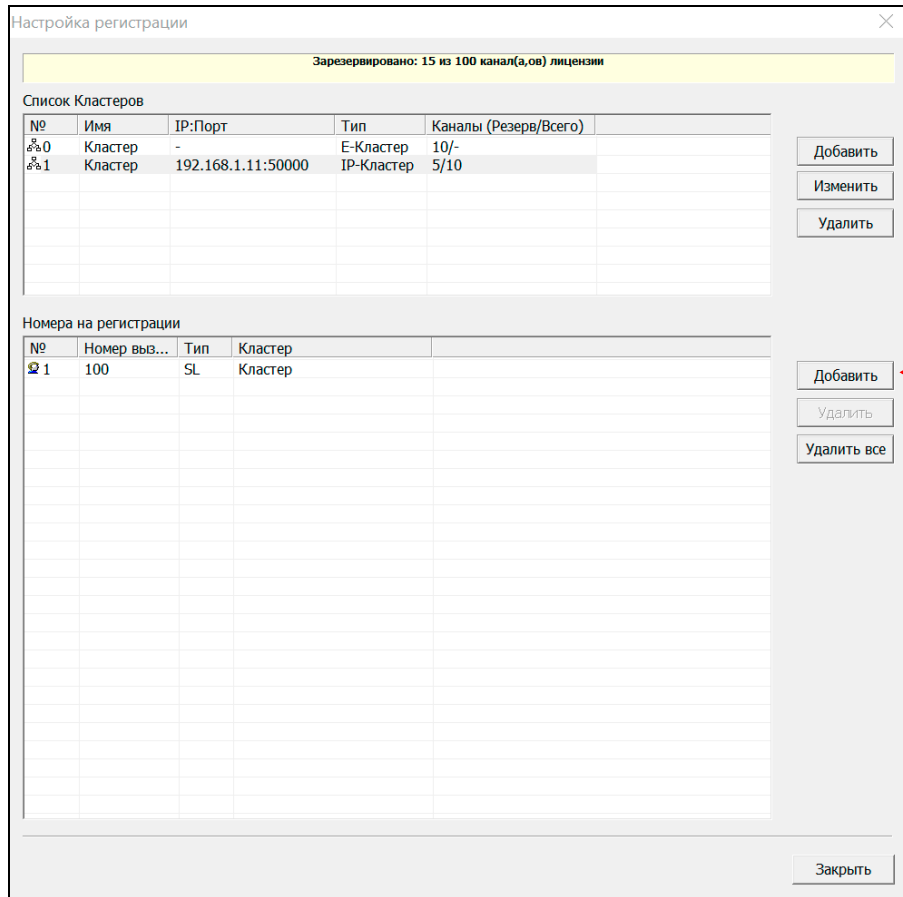 Настройка регистрации
Зарезервировано: 15 из 100 канал(а,ов) лицензии
Список Кластеров
№ Имя IP:Порт Тип Каналы (Резерв/Всего)
0 Кластер - E-Кластер 10/-
1 Кластер 192.168.1.11:50000 IP-Кластер 5/10
Добавить
Изменить
Удалить
Номера на регистрации
№ Номер выз... Тип Кластер
1 100 SL Кластер
Добавить
Удалить
Удалить все
Закрыть